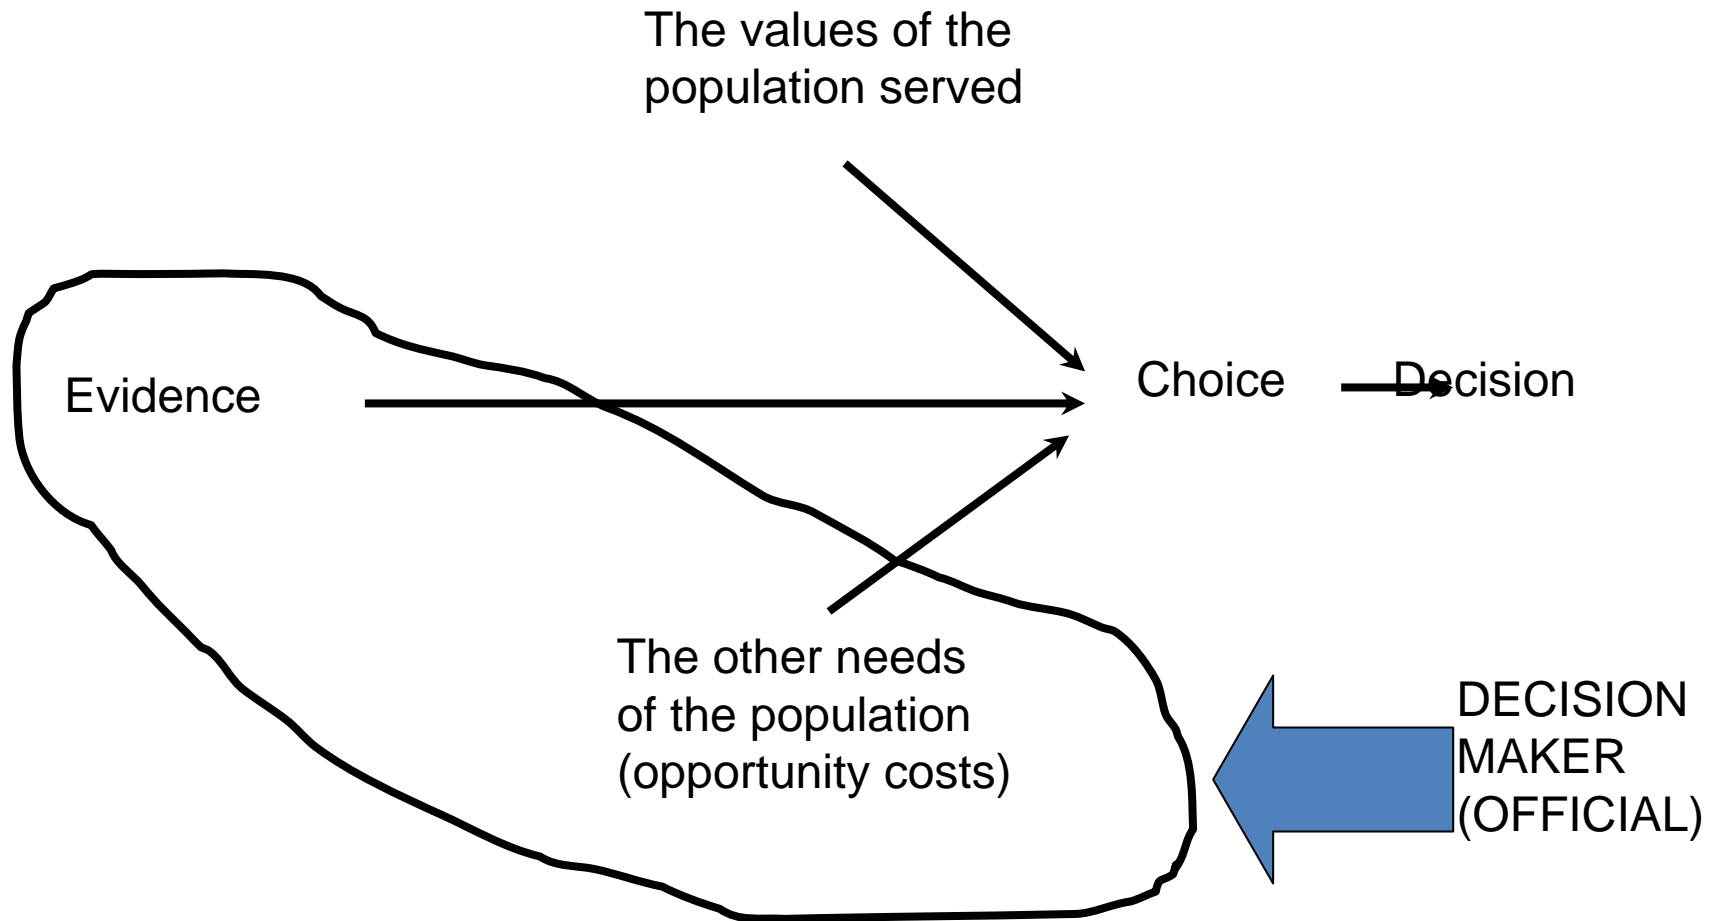 The values of the
population served
Evidence
Choice
Decision
The other needs
of the population
(opportunity costs)
DECISION
MAKER
(OFFICIAL)